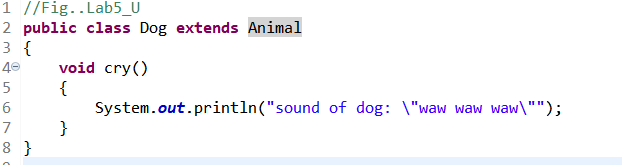 1 //Fig..Lab5_U
2 public class Dog extends Animal
3 {
4 void cry()
5 {
6 System.out.println("sound of dog: \"waw waw waw\"");
7 }
8 }